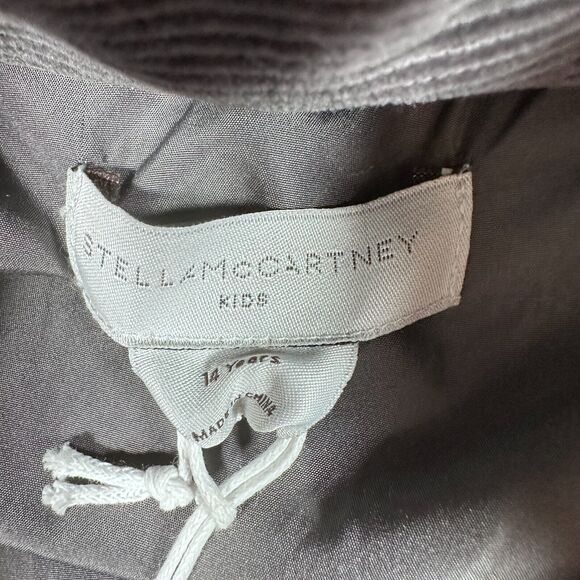 STELLAMcCARTNEY
KIDS
14 Years
MADE IN CHINA